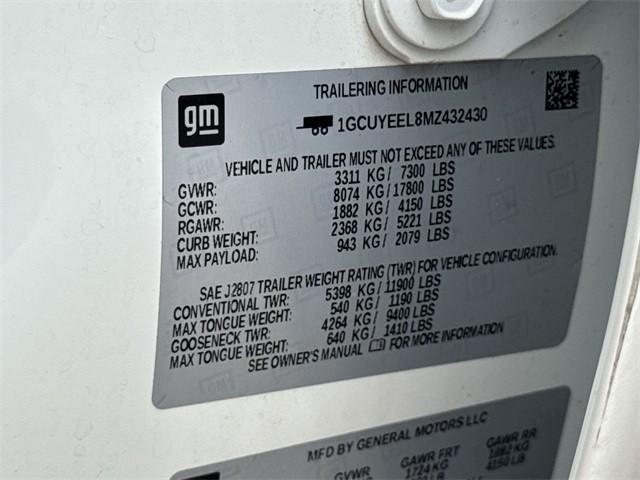 TRAILERING INFORMATION
gm
1GCUYEEL8MZ432430
VEHICLE AND TRAILER MUST NOT EXCEED ANY OF THESE VALUES.
GVWR: 3311 KG / 7300 LBS
GCWR: 8074 KG / 17800 LBS
RGAWR: 1882 KG / 4150 LBS
CURB WEIGHT: 2368 KG / 5221 LBS
MAX PAYLOAD: 943 KG / 2079 LBS
SAE J2807 TRAILER WEIGHT RATING (TWR) FOR VEHICLE CONFIGURATION.
CONVENTIONAL TWR: 5398 KG / 11900 LBS
MAX TONGUE WEIGHT: 540 KG / 1190 LBS
GOOSENECK TWR: 4264 KG / 9400 LBS
MAX TONGUE WEIGHT: 640 KG / 1410 LBS
SEE OWNER'S MANUAL FOR MORE INFORMATION
MFD BY GENERAL MOTORS LLC
GVWR GAWR FRT GAWR RR
1724 KG 1882 KG
4150 LB